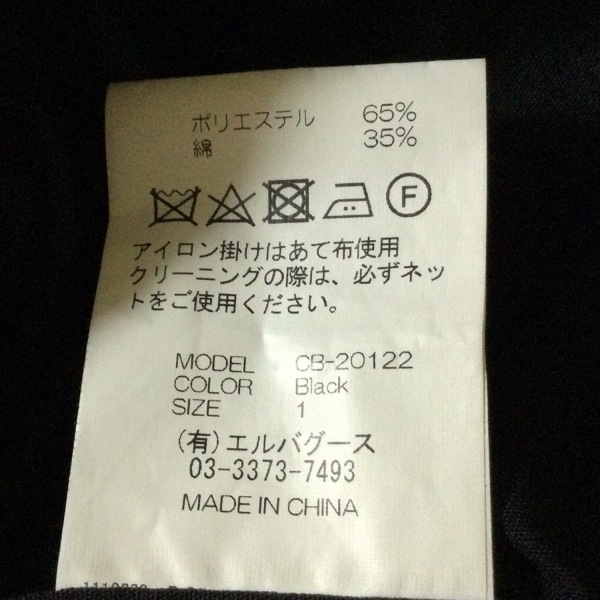 ポリエステル 65%
綿 35%
F
アイロン掛けはあて布使用
クリーニングの際は、必ずネッ
トをご使用ください。
MODEL CB-20122
COLOR Black
SIZE 1
(有)エルバグース
03-3373-7493
MADE IN CHINA